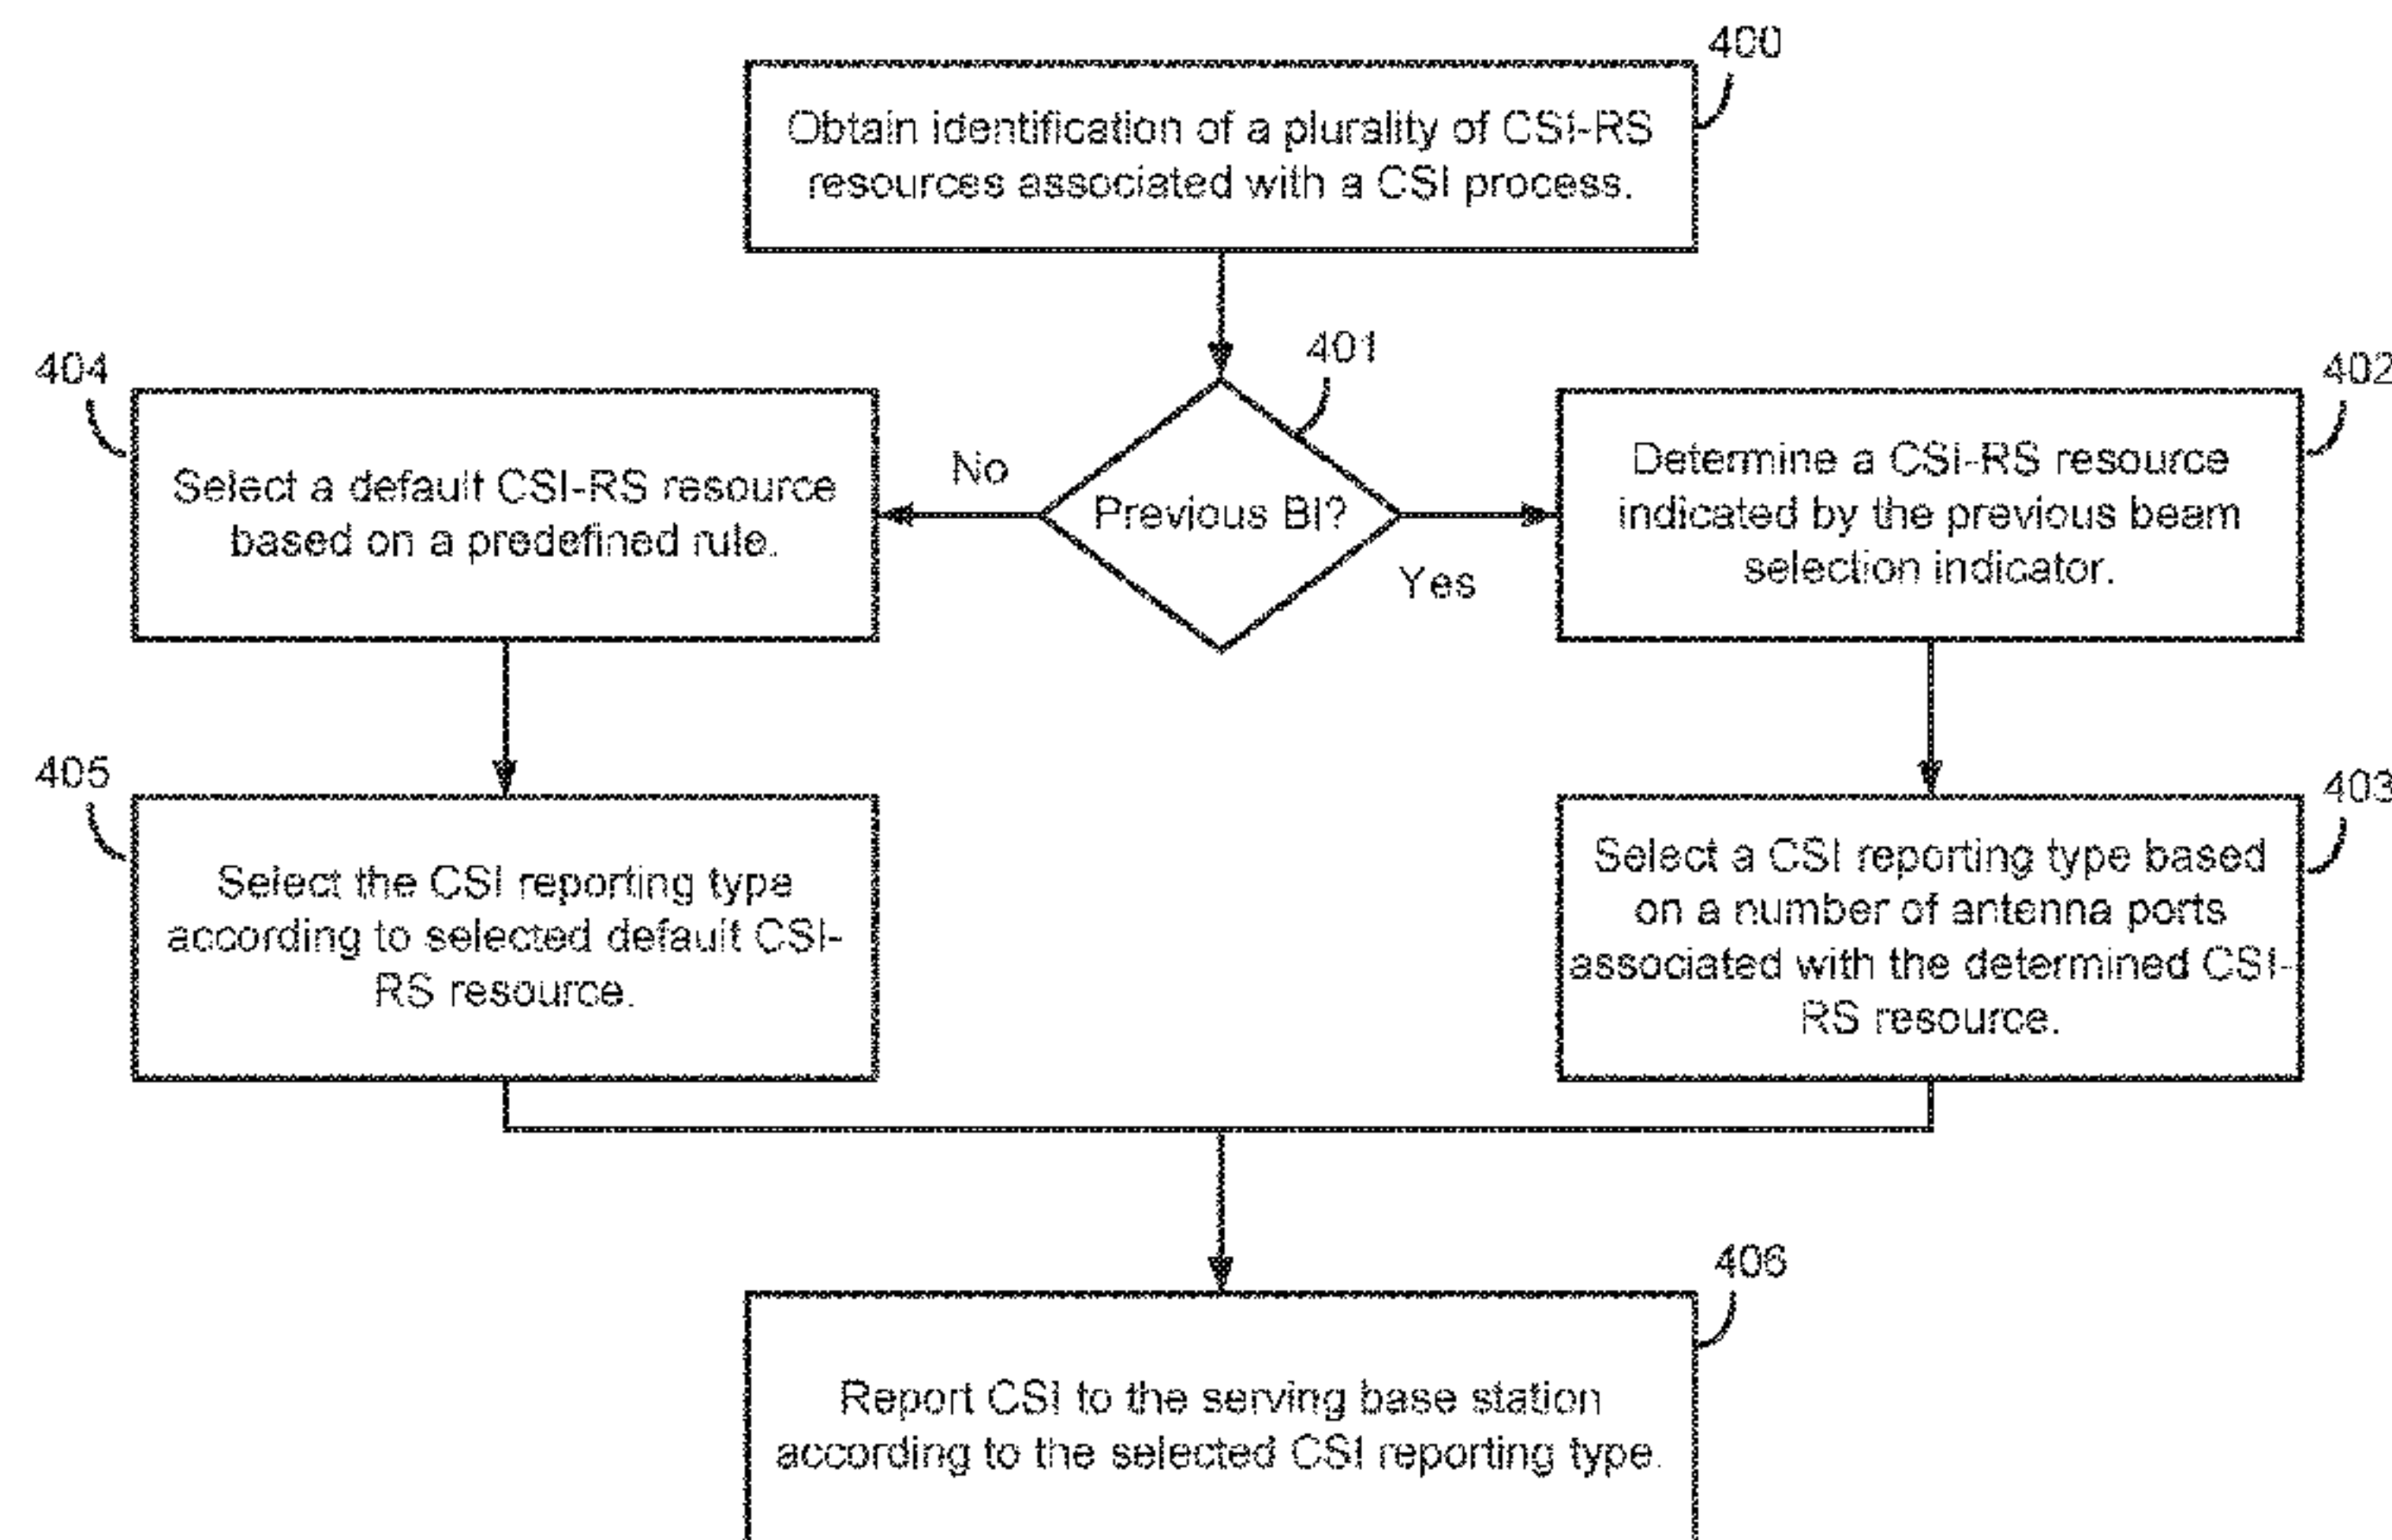 400
Obtain identification of a plurality of CSI-RS
resources associated with a CSI process.
401
Previous BI?
No
Yes
404
Select a default CSI-RS resource
based on a predefined rule.
402
Determine a CSI-RS resource
indicated by the previous beam
selection indicator.
405
Select the CSI reporting type
according to selected default CSI-
RS resource.
403
Select a CSI reporting type based
on a number of antenna ports
associated with the determined CSI-
RS resource.
406
Report CSI to the serving base station
according to the selected CSI reporting type.